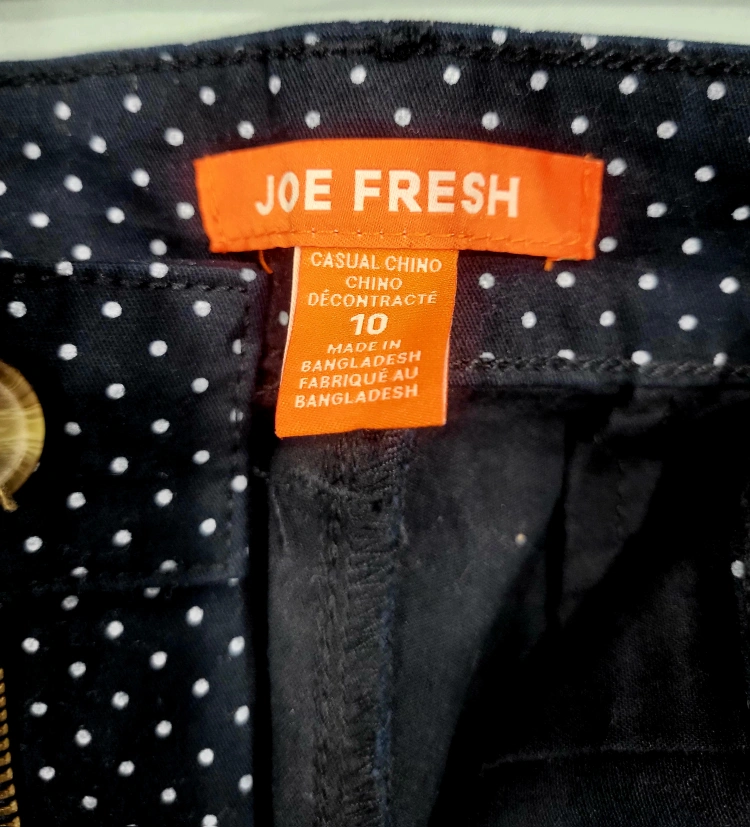 JOE FRESH
CASUAL CHINO
CHINO
DÉCONTRACTÉ
10
MADE IN
BANGLADESH
FABRIQUÉ AU
BANGLADESH